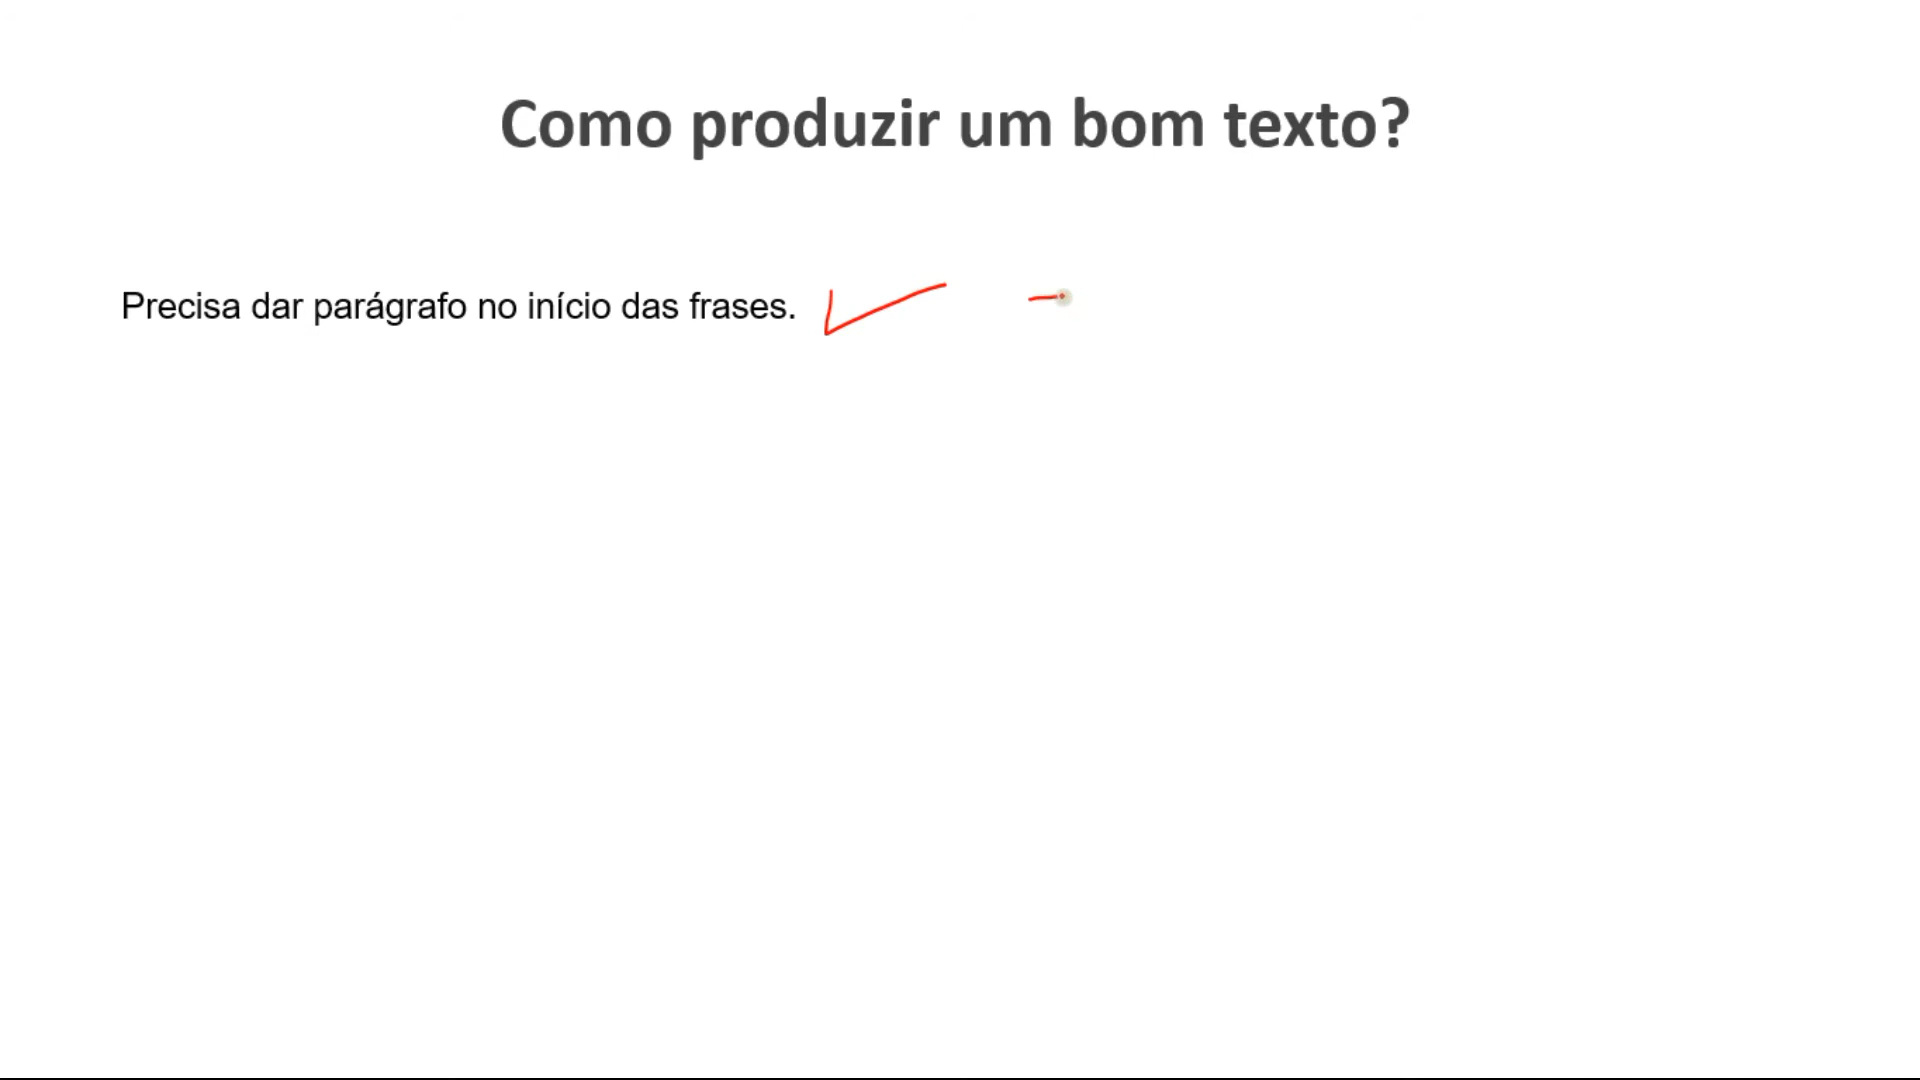 Como produzir um bom texto?
Precisa dar parágrafo no início das frases.